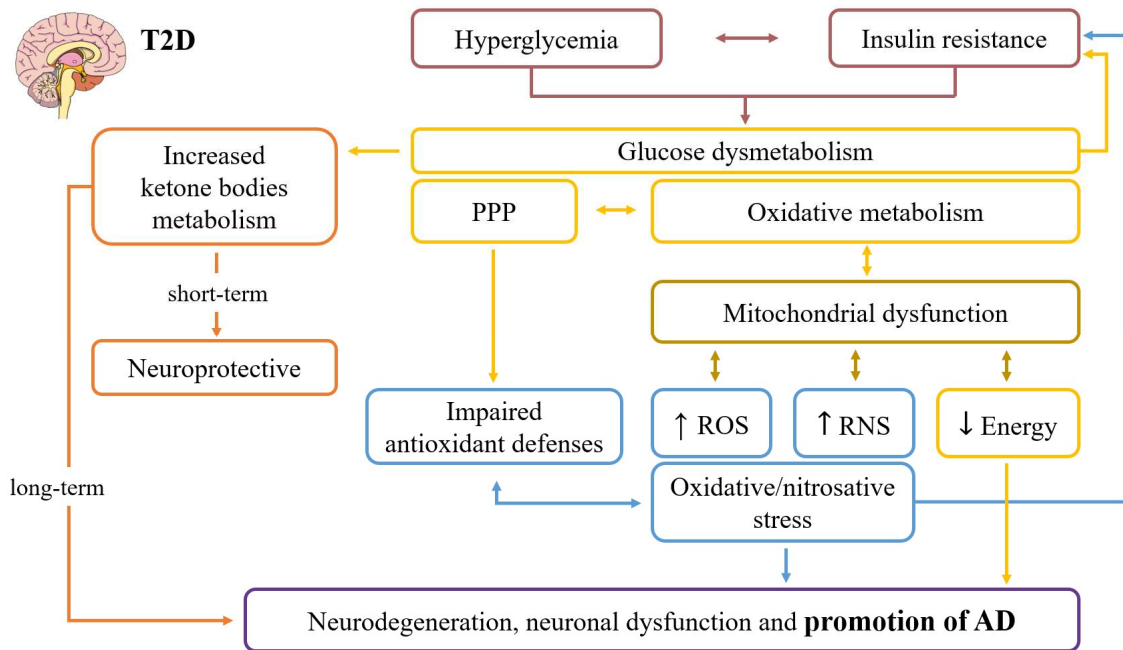 T2D
Hyperglycemia
Insulin resistance
Increased
ketone bodies
metabolism
Glucose dysmetabolism
PPP
Oxidative metabolism
short-term
Mitochondrial dysfunction
Neuroprotective
Impaired
antioxidant defenses
↑ ROS
↑ RNS
↓ Energy
long-term
Oxidative/nitrosative
stress
Neurodegeneration, neuronal dysfunction and promotion of AD